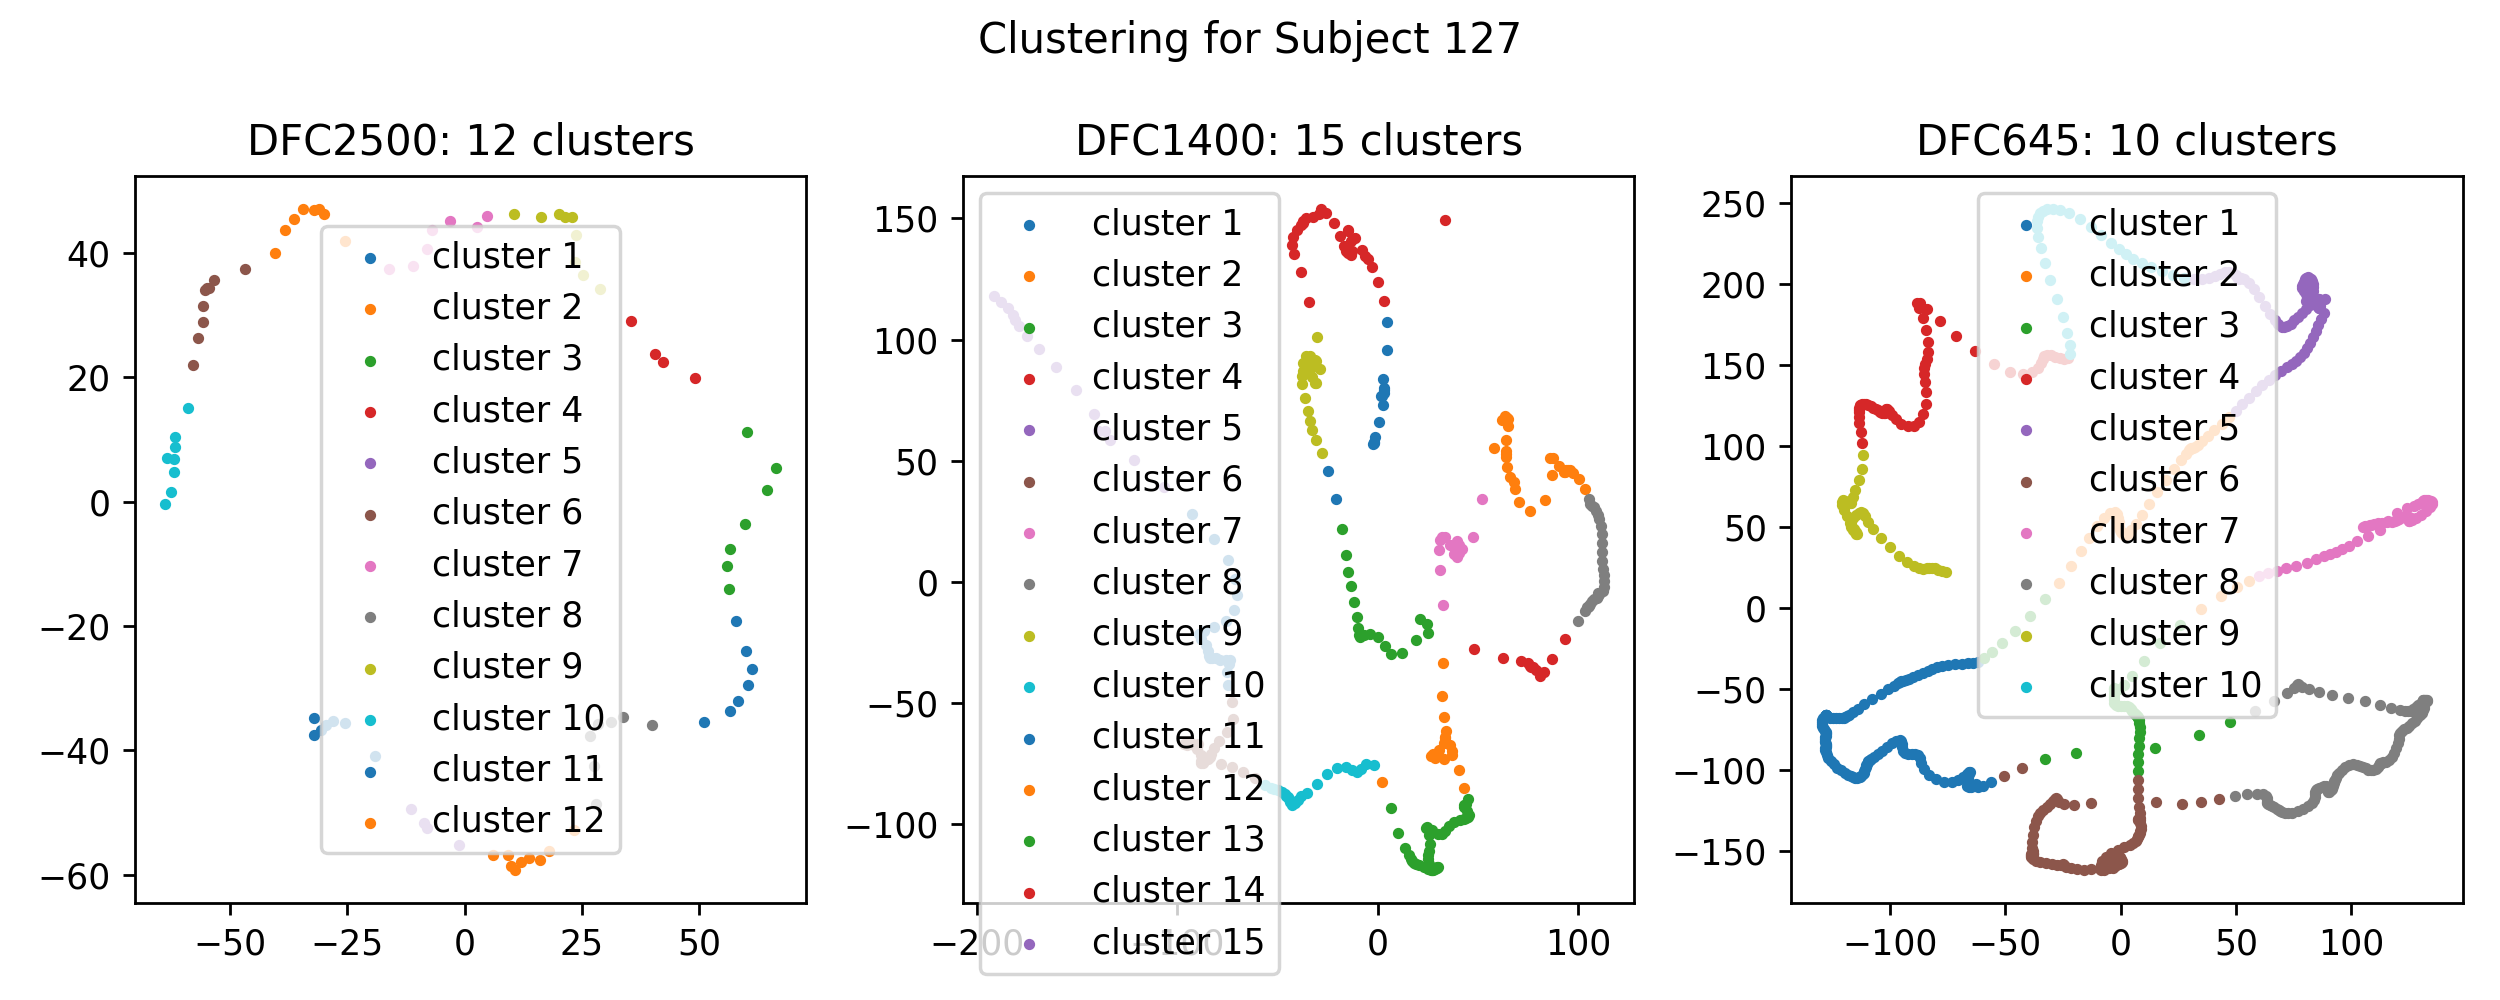 Clustering for Subject 127
DFC2500: 12 clusters
40
20
0
−20
−40
−60
−50
−25
0
25
50
cluster 1
cluster 2
cluster 3
cluster 4
cluster 5
cluster 6
cluster 7
cluster 8
cluster 9
cluster 10
cluster 11
cluster 12
DFC1400: 15 clusters
150
100
50
0
−50
−100
−200
−100
0
100
cluster 1
cluster 2
cluster 3
cluster 4
cluster 5
cluster 6
cluster 7
cluster 8
cluster 9
cluster 10
cluster 11
cluster 12
cluster 13
cluster 14
cluster 15
DFC645: 10 clusters
250
200
150
100
50
0
−50
−100
−150
−100
−50
0
50
100
cluster 1
cluster 2
cluster 3
cluster 4
cluster 5
cluster 6
cluster 7
cluster 8
cluster 9
cluster 10